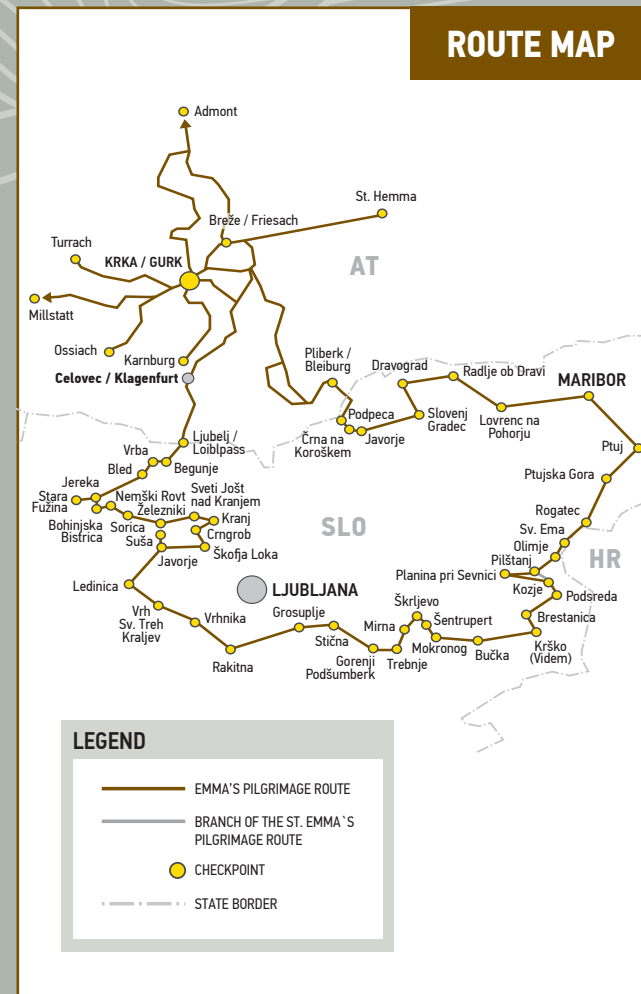 ROUTE MAP
Admont
St. Hemma
Breže / Friesach
Turrach
KRKA / GURK
AT
Millstatt
Ossiach
Karnburg
Celovec / Klagenfurt
Pliberk /
Bleiburg
Dravograd
Radlje ob Dravi
MARIBOR
Podpeca
Slovenj
Gradec
Lovrenc na
Pohorju
Črna na
Koroškem
Javorje
Ptuj
Ljubelj /
Loiblpass
Vrba
Bled
Begunje
Ptujska Gora
Jereka
Stara
Fužina
Nemški Rovt
Sveti Jošt
nad Kranjem
Železniki
Kranj
Bohinjska
Bistrica
Sorica
Suša
Crngrob
Škofja Loka
Javorje
SLO
Rogatec
Sv. Ema
Olimje
Pilštanj
HR
Planina pri Sevnici
Kozje
Podsreda
Ledinica
LJUBLJANA
Vrh
Sv. Treh
Kraljev
Vrhnika
Grosuplje
Škrljevo
Mirna
Šentrupert
Brestanica
Stična
Mokronog
Rakitna
Gorenji
Podšumberk
Trebnje
Bučka
Krško
(Videm)
LEGEND
EMMA'S PILGRIMAGE ROUTE
BRANCH OF THE ST. EMMA`S
PILGRIMAGE ROUTE
CHECKPOINT
STATE BORDER